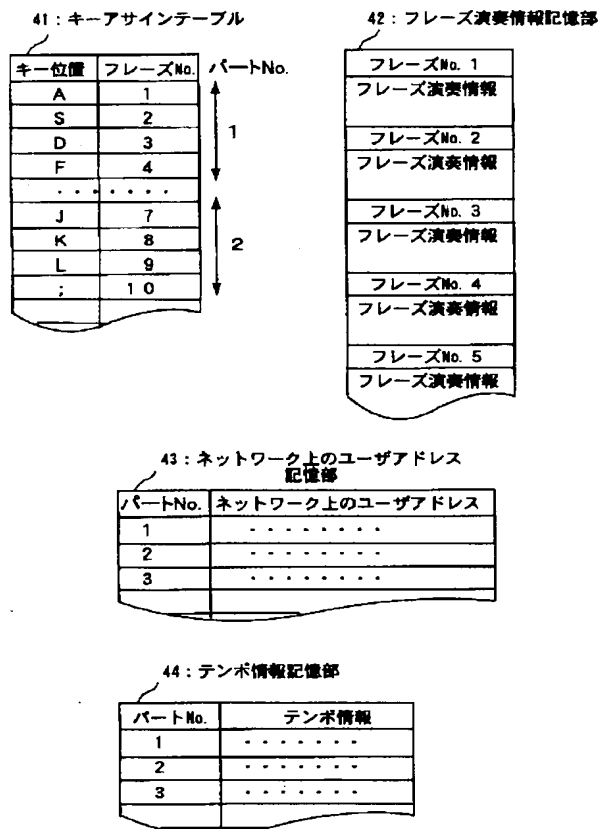 41：キーアサインテーブル
キー位置 フレーズNo. パートNo.
A 1
S 2
D 3
F 4
1
・・・・・・・
J 7
K 8
L 9
; 10
2
42：フレーズ演奏情報記憶部
フレーズNo. 1
フレーズ演奏情報
フレーズNo. 2
フレーズ演奏情報
フレーズNo. 3
フレーズ演奏情報
フレーズNo. 4
フレーズ演奏情報
フレーズNo. 5
フレーズ演奏情報
43：ネットワーク上のユーザアドレス
記憶部
パートNo. ネットワーク上のユーザアドレス
1 ・・・・・・・・
2 ・・・・・・・・
3 ・・・・・・・・
44：テンポ情報記憶部
パートNo. テンポ情報
1 ・・・・・・・
2 ・・・・・・・
3 ・・・・・・・